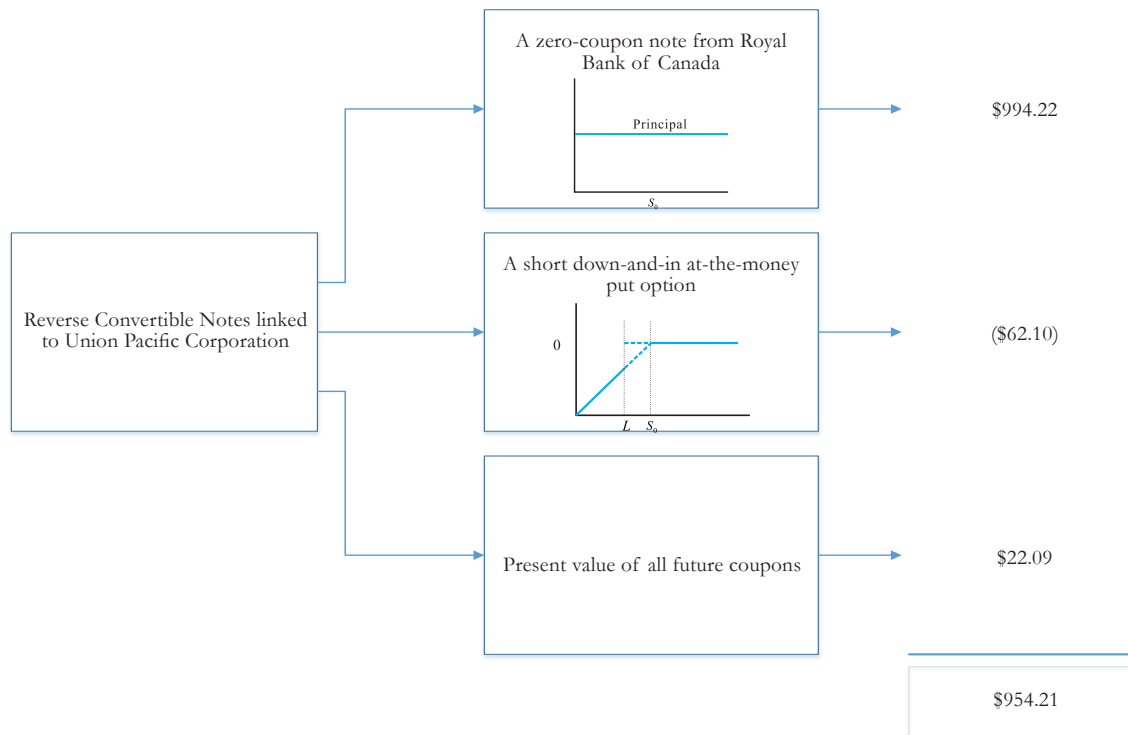 A zero-coupon note from Royal
Bank of Canada
Principal
S₀
$994.22
Reverse Convertible Notes linked
to Union Pacific Corporation
A short down-and-in at-the-money
put option
0
L
S₀
($62.10)
Present value of all future coupons
$22.09
$954.21